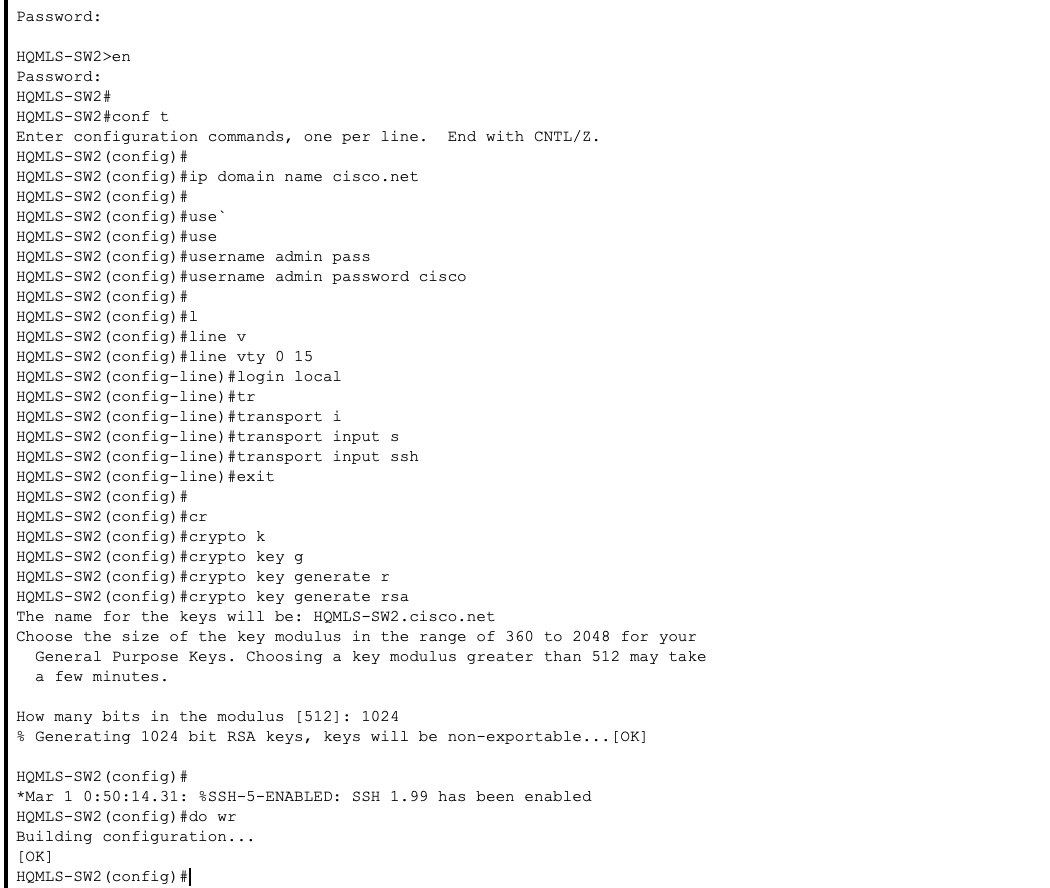 Password:
HQMLS-SW2>en
Password:
HQMLS-SW2#
HQMLS-SW2#conf t
Enter configuration commands, one per line.  End with CNTL/Z.
HQMLS-SW2(config)#
HQMLS-SW2(config)#ip domain name cisco.net
HQMLS-SW2(config)#
HQMLS-SW2(config)#use`
HQMLS-SW2(config)#use
HQMLS-SW2(config)#username admin pass
HQMLS-SW2(config)#username admin password cisco
HQMLS-SW2(config)#
HQMLS-SW2(config)#l
HQMLS-SW2(config)#line v
HQMLS-SW2(config)#line vty 0 15
HQMLS-SW2(config-line)#login local
HQMLS-SW2(config-line)#tr
HQMLS-SW2(config-line)#transport i
HQMLS-SW2(config-line)#transport input s
HQMLS-SW2(config-line)#transport input ssh
HQMLS-SW2(config-line)#exit
HQMLS-SW2(config)#
HQMLS-SW2(config)#cr
HQMLS-SW2(config)#crypto k
HQMLS-SW2(config)#crypto key g
HQMLS-SW2(config)#crypto key generate r
HQMLS-SW2(config)#crypto key generate rsa
The name for the keys will be: HQMLS-SW2.cisco.net
Choose the size of the key modulus in the range of 360 to 2048 for your
  General Purpose Keys. Choosing a key modulus greater than 512 may take
  a few minutes.
How many bits in the modulus [512]: 1024
% Generating 1024 bit RSA keys, keys will be non-exportable...[OK]
HQMLS-SW2(config)#
*Mar 1 0:50:14.31: %SSH-5-ENABLED: SSH 1.99 has been enabled
HQMLS-SW2(config)#do wr
Building configuration...
[OK]
HQMLS-SW2(config)#